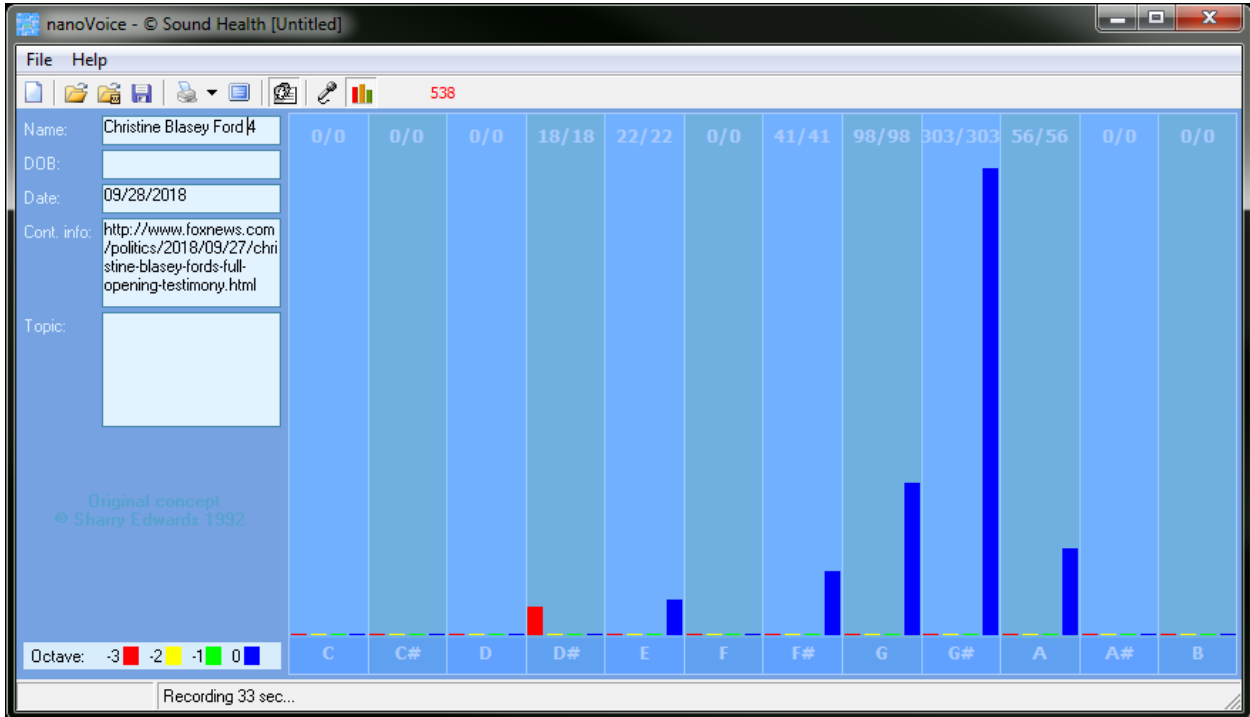 nanoVoice - © Sound Health [Untitled]
File Help
538
Name: Christine Blasey Ford 4
DOB:
Date: 09/28/2018
Cont. info: http://www.foxnews.com
/politics/2018/09/27/chri
stine-blasey-fords-full-
opening-testimony.html
Topic:
Original concept
© Sharry Edwards 1992
Octave: -3 -2 -1 0
0/0 0/0 0/0 18/18 22/22 0/0 41/41 98/98 303/303 56/56 0/0 0/0
C C# D D# E F F# G G# A A# B
Recording 33 sec...